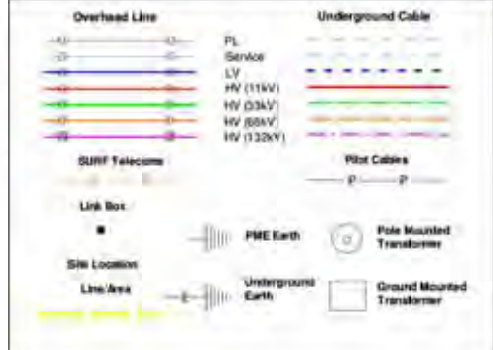 Overhead Line
Underground Cable
PL
Service
LV
HV (11kV)
HV (33kV)
HV (66kV)
HV (132kV)
SURF Telecoms
Pilot Cables
P P
Link Box
PME Earth
Pole Mounted
Transformer
Site Location
Line/Area
Underground
Earth
E
Ground Mounted
Transformer